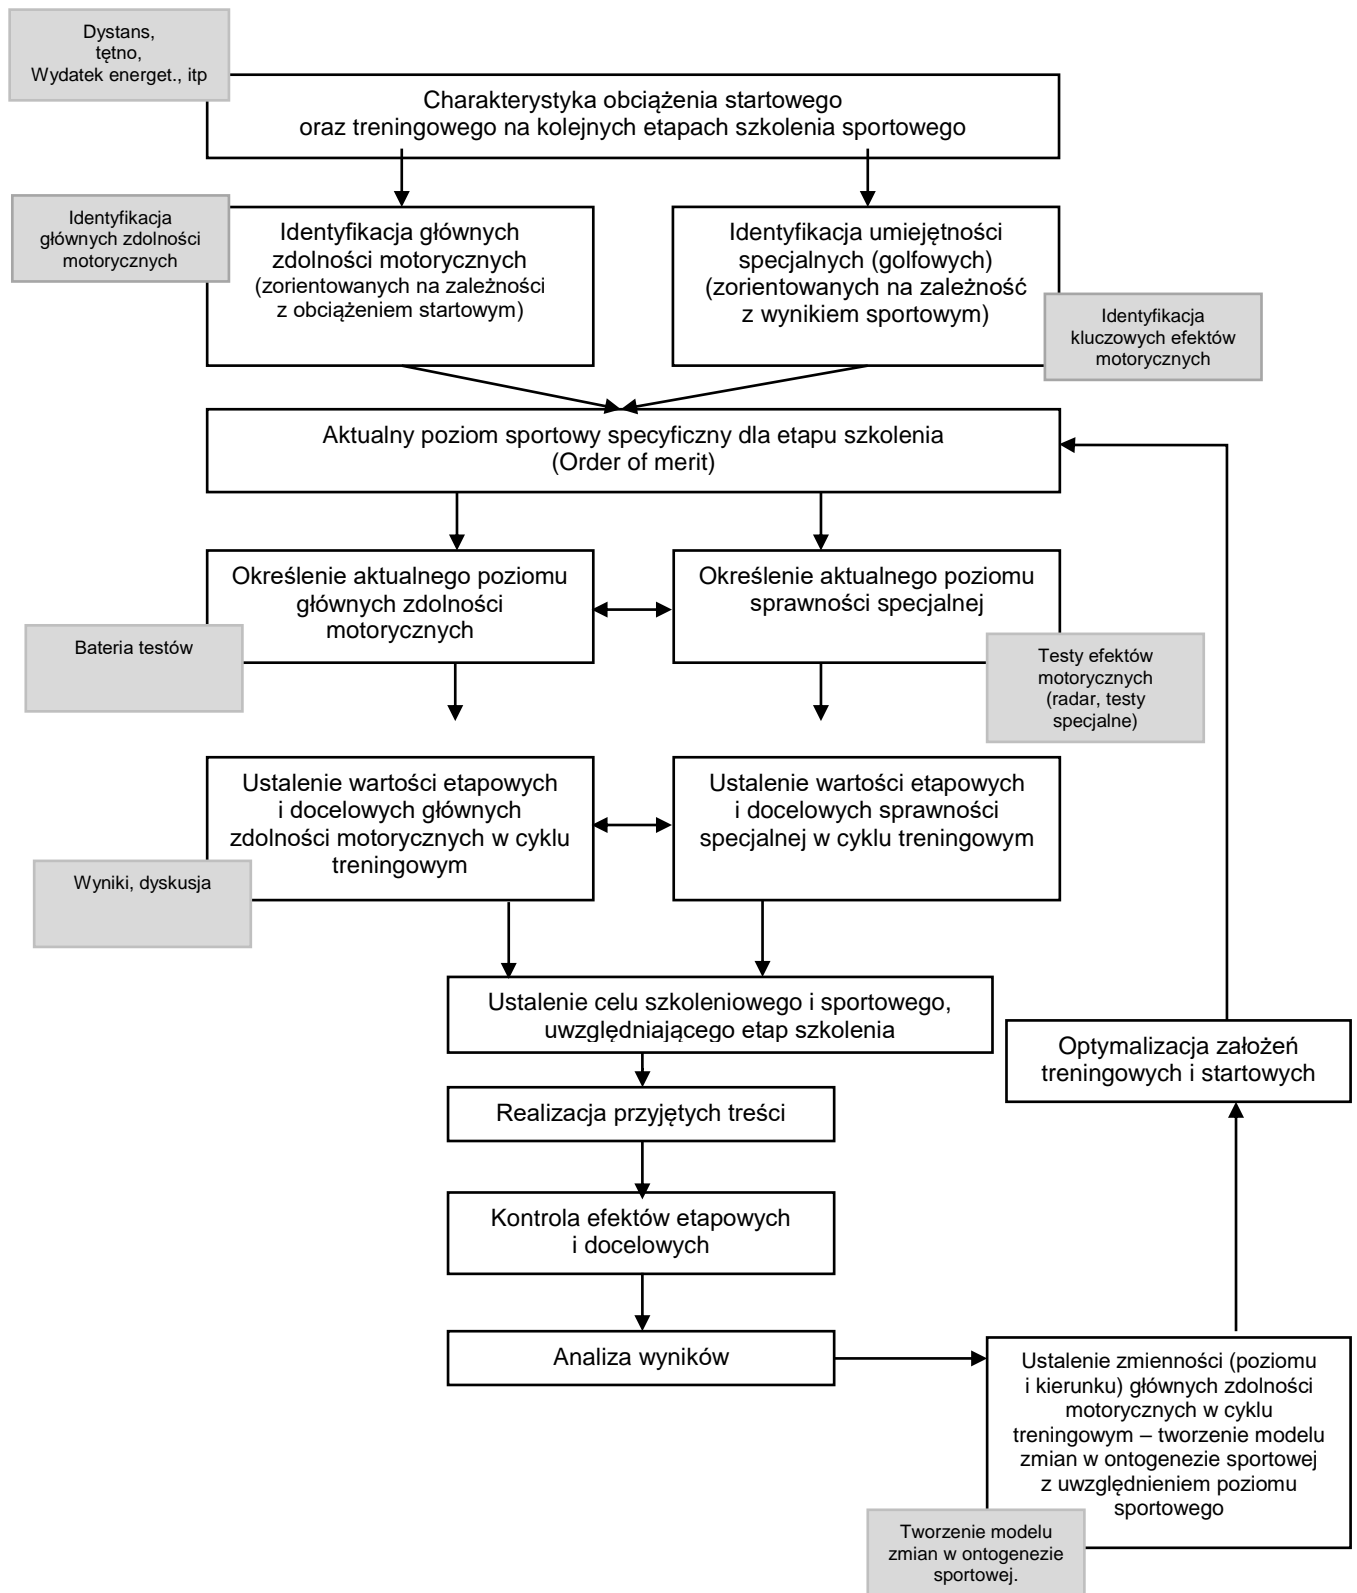 Dystans,
tętno,
Wydatek energet., itp
Charakterystyka obciążenia startowego
oraz treningowego na kolejnych etapach szkolenia sportowego
Identyfikacja
głównych zdolności
motorycznych
Identyfikacja głównych
zdolności motorycznych
(zorientowanych na zależności
z obciążeniem startowym)
Identyfikacja umiejętności
specjalnych (golfowych)
(zorientowanych na zależność
z wynikiem sportowym)
Identyfikacja
kluczowych efektów
motorycznych
Aktualny poziom sportowy specyficzny dla etapu szkolenia
(Order of merit)
Określenie aktualnego poziomu
głównych zdolności
motorycznych
Określenie aktualnego poziomu
sprawności specjalnej
Bateria testów
Testy efektów
motorycznych
(radar, testy
specjalne)
Ustalenie wartości etapowych
i docelowych głównych
zdolności motorycznych w cyklu
treningowym
Ustalenie wartości etapowych
i docelowych sprawności
specjalnej w cyklu treningowym
Wyniki, dyskusja
Ustalenie celu szkoleniowego i sportowego,
uwzględniającego etap szkolenia
Optymalizacja założeń
treningowych i startowych
Realizacja przyjętych treści
Kontrola efektów etapowych
i docelowych
Analiza wyników
Ustalenie zmienności (poziomu
i kierunku) głównych zdolności
motorycznych w cyklu
treningowym – tworzenie modelu
zmian w ontogenezie sportowej
z uwzględnieniem poziomu
sportowego
Tworzenie modelu
zmian w ontogenezie
sportowej.